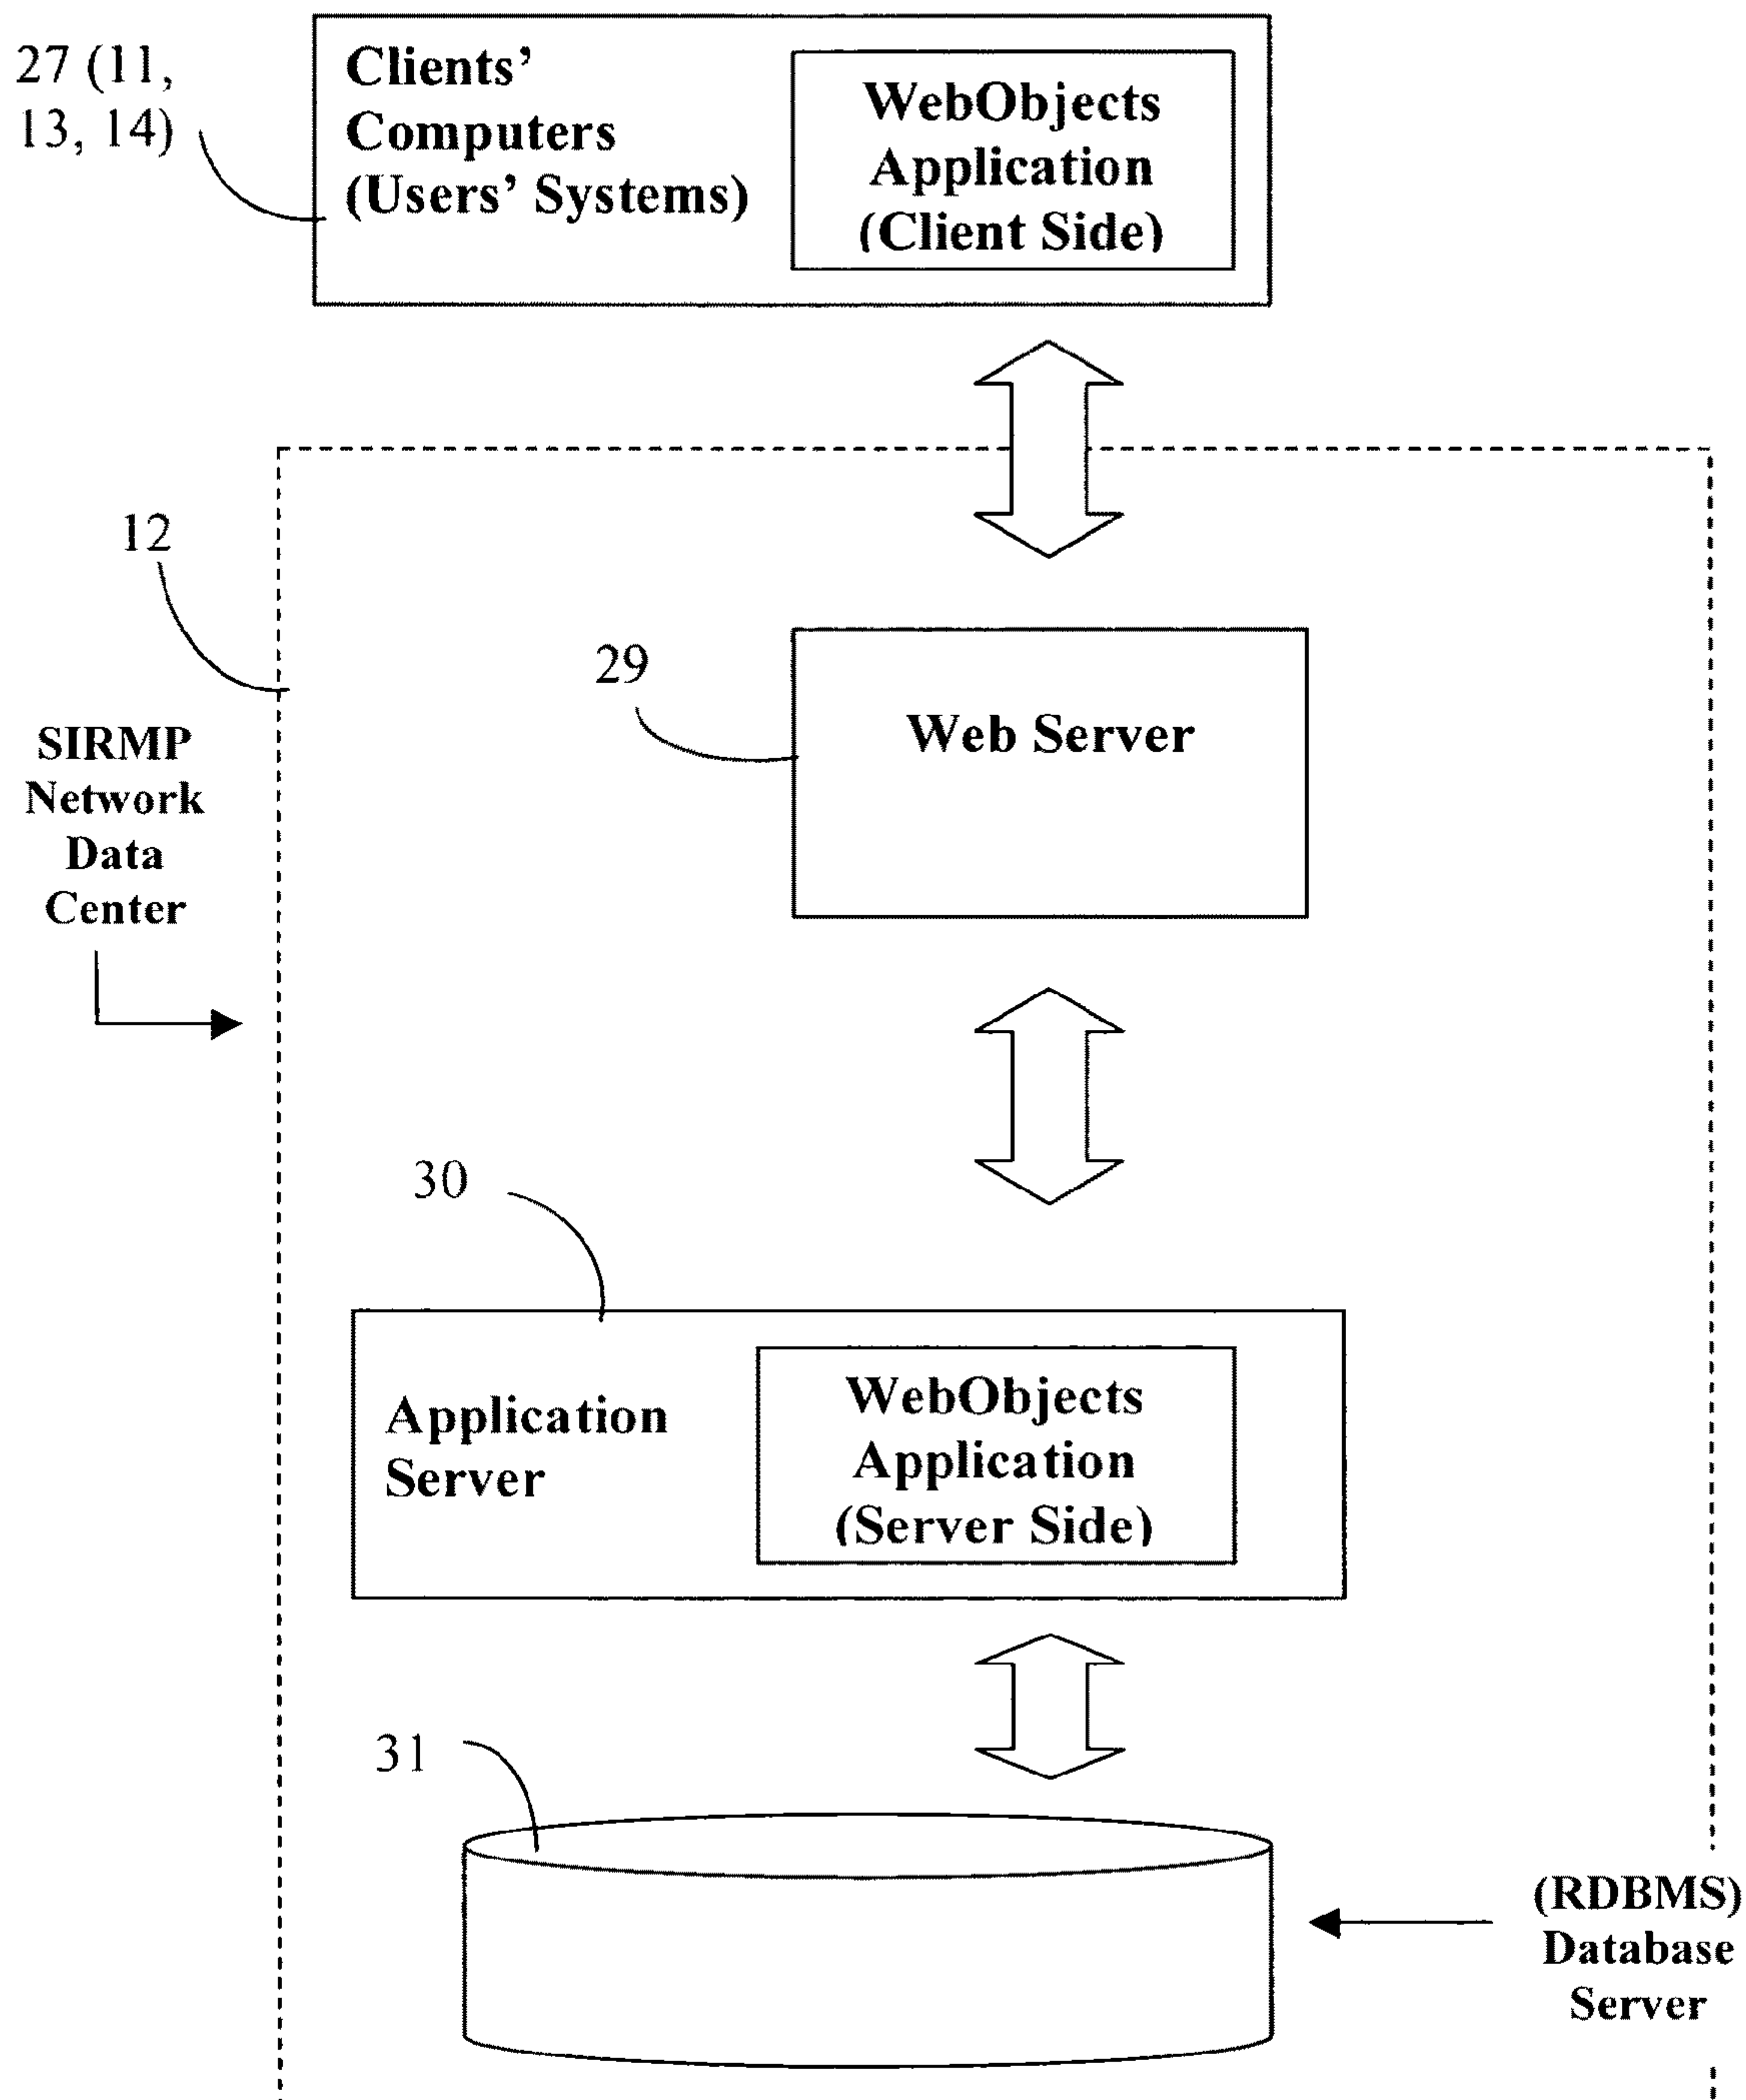 27 (11,
13, 14)
Clients’
Computers
(Users’ Systems)
WebObjects
Application
(Client Side)
12
SIRMP
Network
Data
Center
29
Web Server
30
Application
Server
WebObjects
Application
(Server Side)
31
(RDBMS)
Database
Server